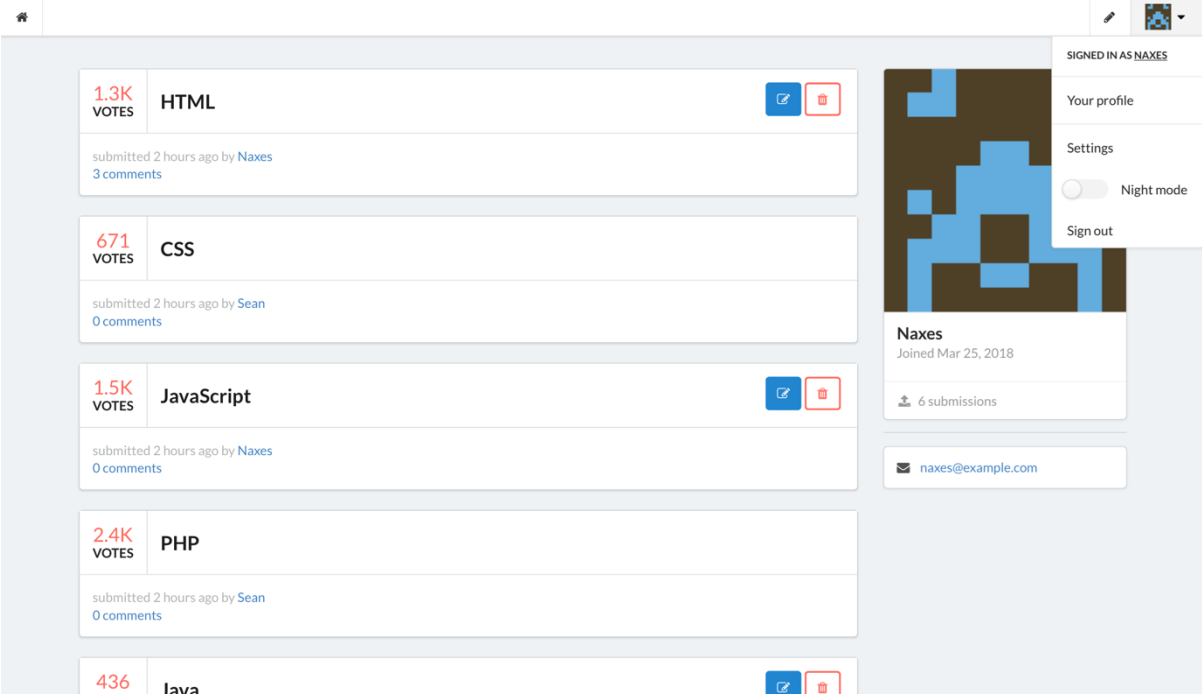 SIGNED IN AS NAXES
Your profile
Settings
Night mode
Sign out
1.3K
VOTES
HTML
submitted 2 hours ago by Naxes
3 comments
671
VOTES
CSS
submitted 2 hours ago by Sean
0 comments
1.5K
VOTES
JavaScript
submitted 2 hours ago by Naxes
0 comments
2.4K
VOTES
PHP
submitted 2 hours ago by Sean
0 comments
436
Java
Naxes
Joined Mar 25, 2018
6 submissions
naxes@example.com